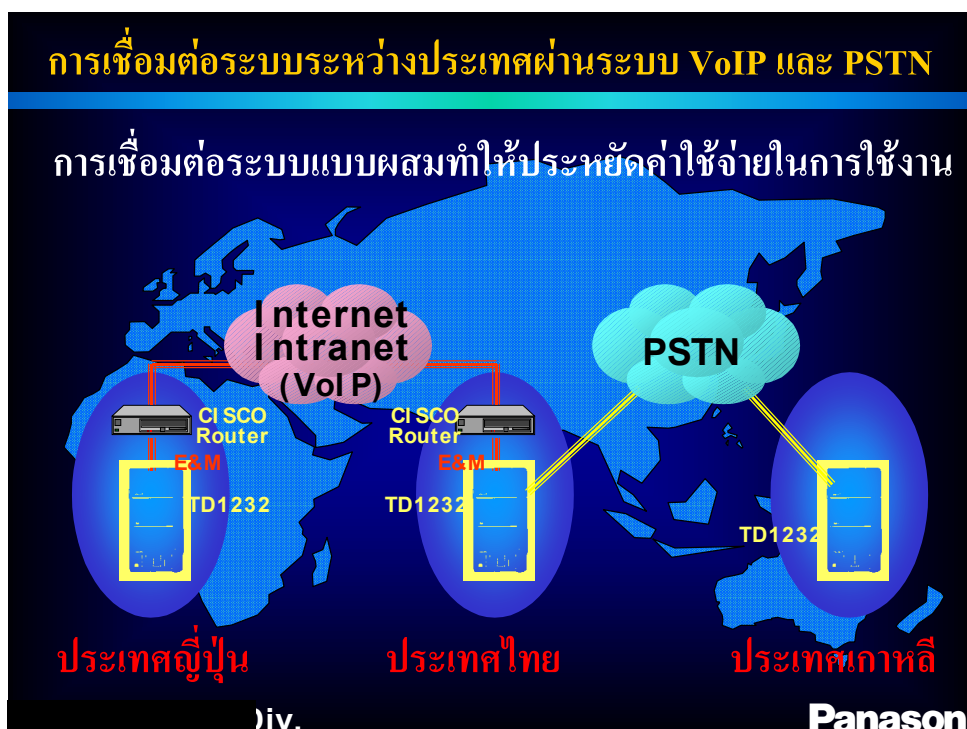 การเชื่อมต่อระบบระหว่างประเทศผ่านระบบ VoIP และ PSTN
การเชื่อมต่อระบบแบบผสมทำให้ประหยัดค่าใช้จ่ายในการใช้งาน
Internet
Intranet
(VoIP)
PSTN
CISCO
Router
E&M
TD1232
CISCO
Router
E&M
TD1232
TD1232
ประเทศญี่ปุ่น
ประเทศไทย
ประเทศเกาหลี
Div.
Panason